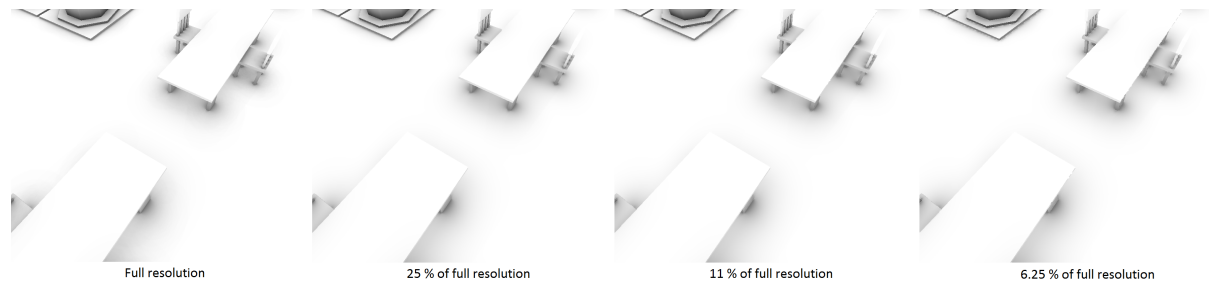 Full resolution
25 % of full resolution
11 % of full resolution
6.25 % of full resolution